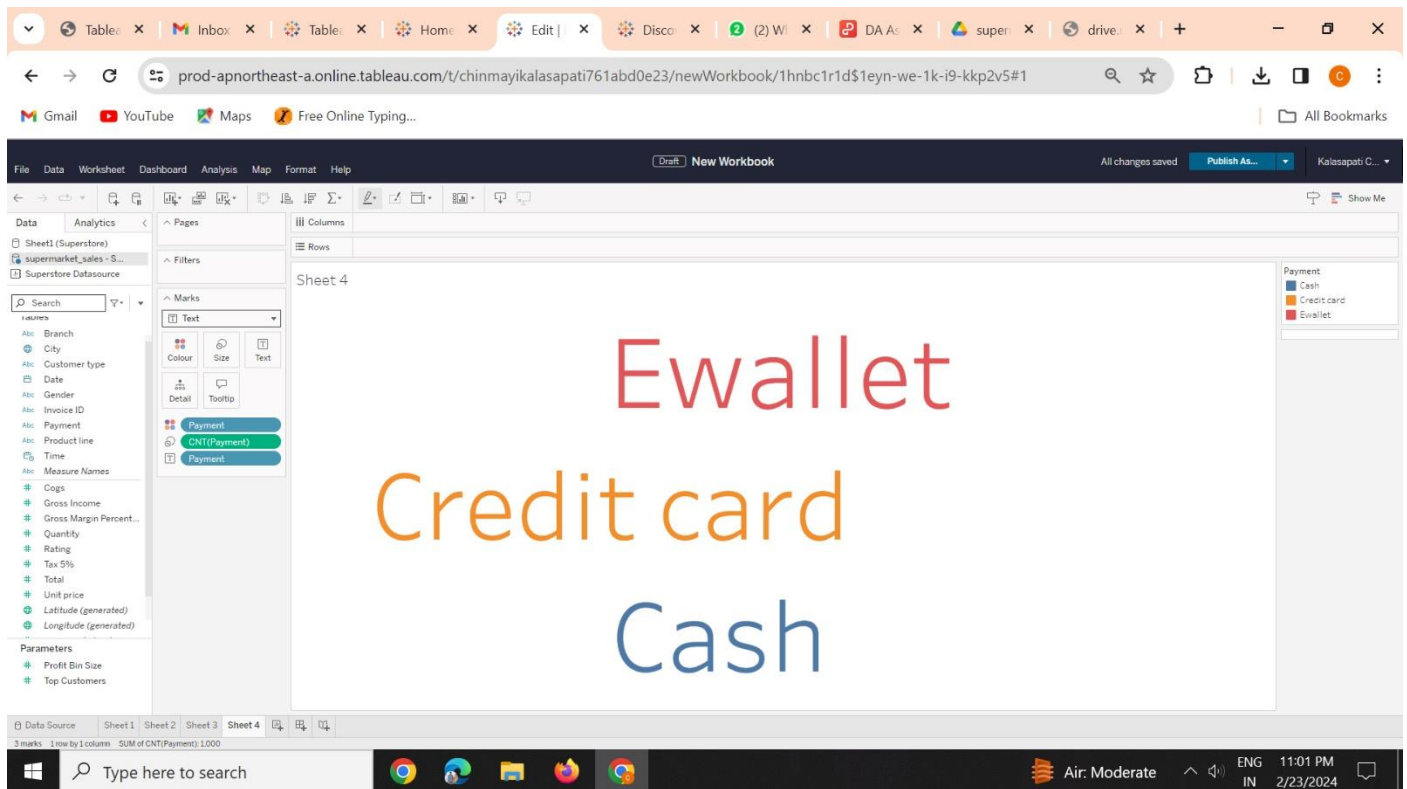 Tablea
Inbox
Table
Home
Edit |
Disco
(2) W
DA As
super
drive.
prod-apnortheast-a.online.tableau.com/t/chinmayikalasapati761abd0e23/newWorkbook/1hnbc1r1d$1eyn-we-1k-i9-kkp2v5#1
C
Gmail YouTube Maps Free Online Typing... All Bookmarks
Draft New Workbook
All changes saved Publish As... Kalasapati C...
File Data Worksheet Dashboard Analysis Map Format Help
Show Me
Data Analytics
Sheet1 (Superstore)
supermarket_sales - S...
Superstore Datasource
Search
Tables
Abc Branch
City
Abc Customer type
Date
Abc Gender
Abc Invoice ID
Abc Payment
Abc Product line
Time
Abc Measure Names
# Cogs
# Gross Income
# Gross Margin Percent...
# Quantity
# Rating
# Tax 5%
# Total
# Unit price
Latitude (generated)
Longitude (generated)
Parameters
# Profit Bin Size
# Top Customers
Pages
Filters
Marks
Text
Colour Size Text
Detail Tooltip
Payment
CNT(Payment)
Payment
Columns
Rows
Sheet 4
Ewallet
Credit card
Cash
Payment
Cash
Credit card
Ewallet
Data Source Sheet 1 Sheet 2 Sheet 3 Sheet 4
3 marks 1 row by 1 column SUM of CNT(Payment): 1,000
Type here to search
Air: Moderate
ENG
IN
11:01 PM
2/23/2024